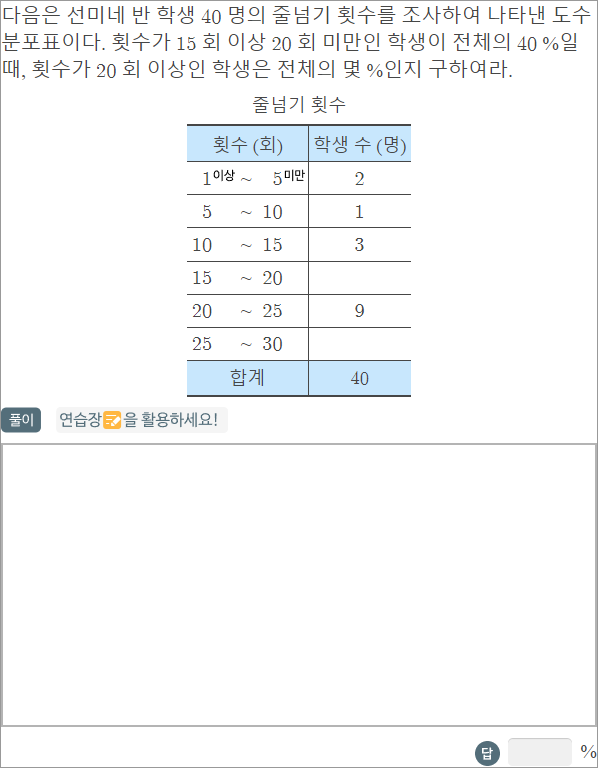 다음은 선미네 반 학생 40 명의 줄넘기 횟수를 조사하여 나타낸 도수
분포표이다. 횟수가 15 회 이상 20 회 미만인 학생이 전체의 40 %일
때, 횟수가 20 회 이상인 학생은 전체의 몇 %인지 구하여라.
줄넘기 횟수
횟수 (회) 학생 수 (명)
1이상 ~ 5미만 2
5 ~ 10 1
10 ~ 15 3
15 ~ 20
20 ~ 25 9
25 ~ 30
합계 40
풀이 연습장을 활용하세요!
답 %